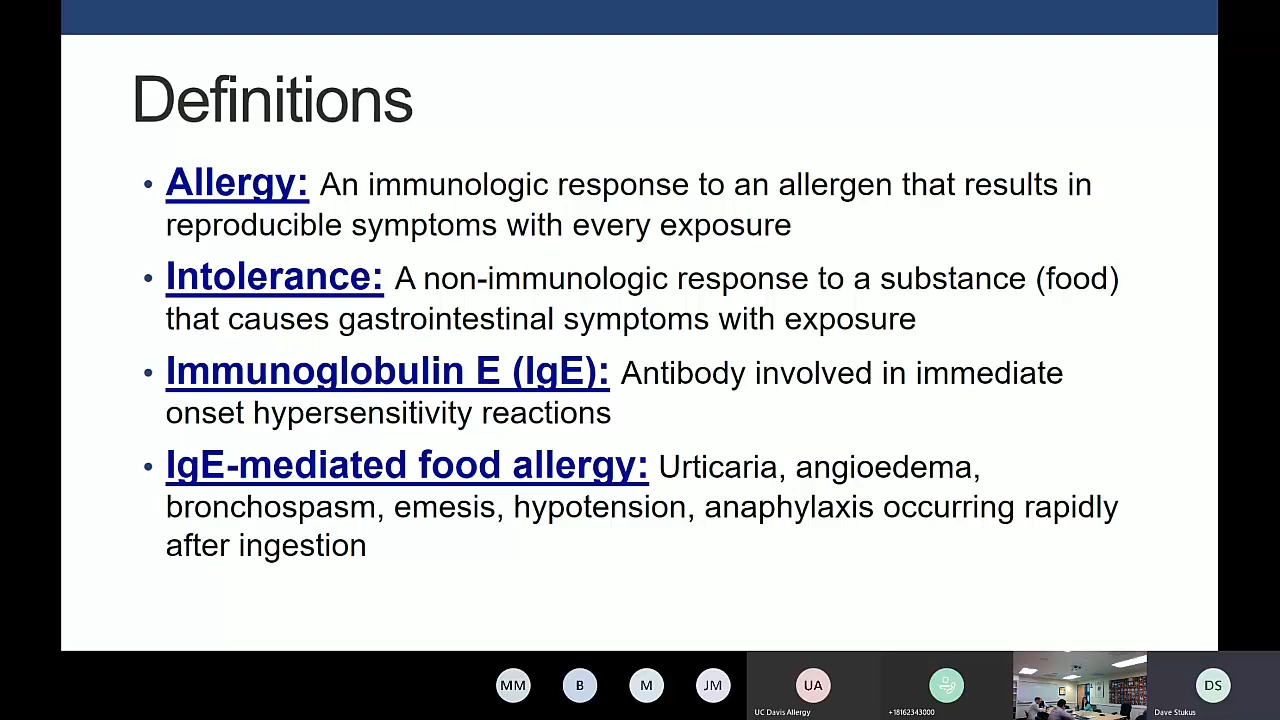 Definitions
• Allergy: An immunologic response to an allergen that results in
reproducible symptoms with every exposure
• Intolerance: A non-immunologic response to a substance (food)
that causes gastrointestinal symptoms with exposure
• Immunoglobulin E (IgE): Antibody involved in immediate
onset hypersensitivity reactions
• IgE-mediated food allergy: Urticaria, angioedema,
bronchospasm, emesis, hypotension, anaphylaxis occurring rapidly
after ingestion
MM B M JM UA DS
UC Davis Allergy +18162343000 Dave Stukus